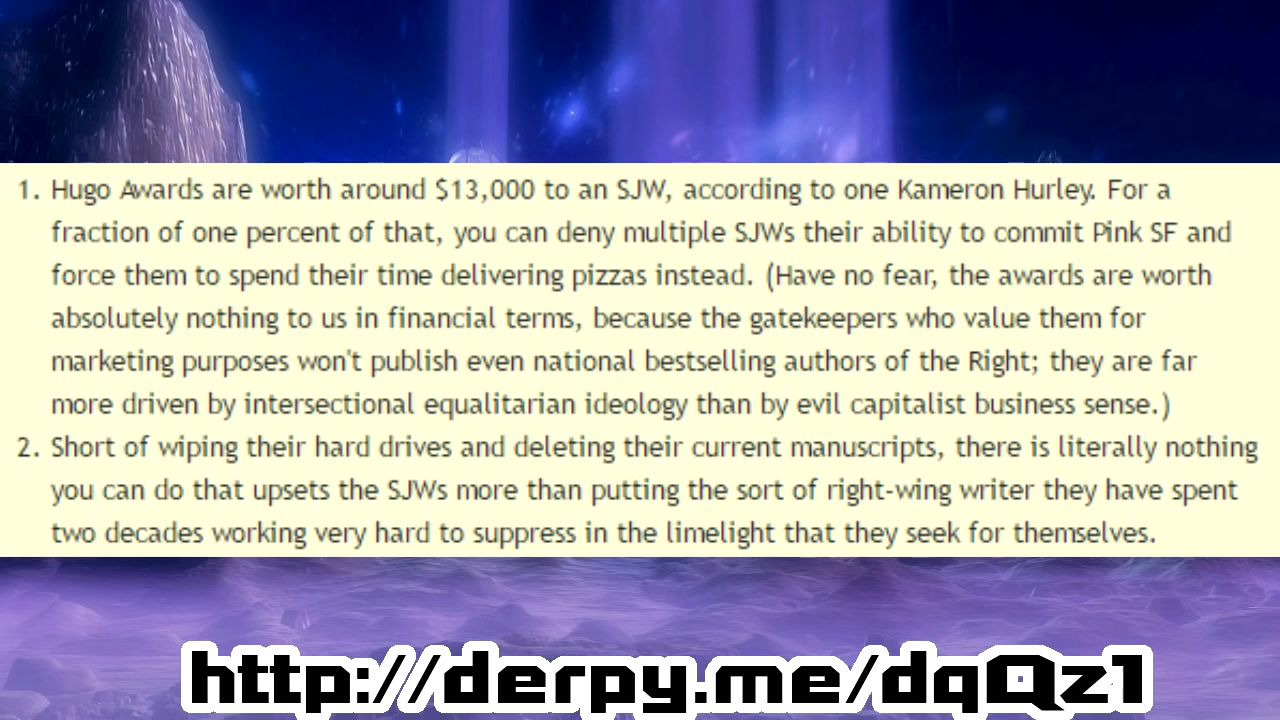 1. Hugo Awards are worth around $13,000 to an SJW, according to one Kameron Hurley. For a
fraction of one percent of that, you can deny multiple SJWs their ability to commit Pink SF and
force them to spend their time delivering pizzas instead. (Have no fear, the awards are worth
absolutely nothing to us in financial terms, because the gatekeepers who value them for
marketing purposes won't publish even national bestselling authors of the Right; they are far
more driven by intersectional equalitarian ideology than by evil capitalist business sense.)
2. Short of wiping their hard drives and deleting their current manuscripts, there is literally nothing
you can do that upsets the SJWs more than putting the sort of right-wing writer they have spent
two decades working very hard to suppress in the limelight that they seek for themselves.
http://derpy.me/dqQz1